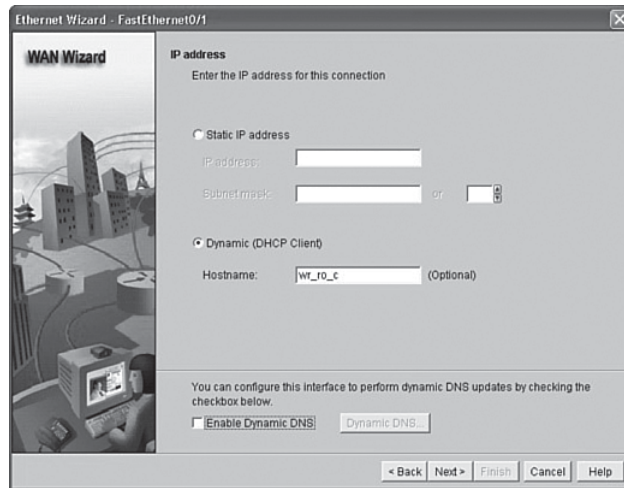 Ethernet Wizard - FastEthernet0/1
WAN Wizard
IP address
Enter the IP address for this connection
Static IP address
IP address:
Subnet mask: or
Dynamic (DHCP Client)
Hostname: wr_ro_c (Optional)
You can configure this interface to perform dynamic DNS updates by checking the
checkbox below.
Enable Dynamic DNS Dynamic DNS...
< Back Next > Finish Cancel Help